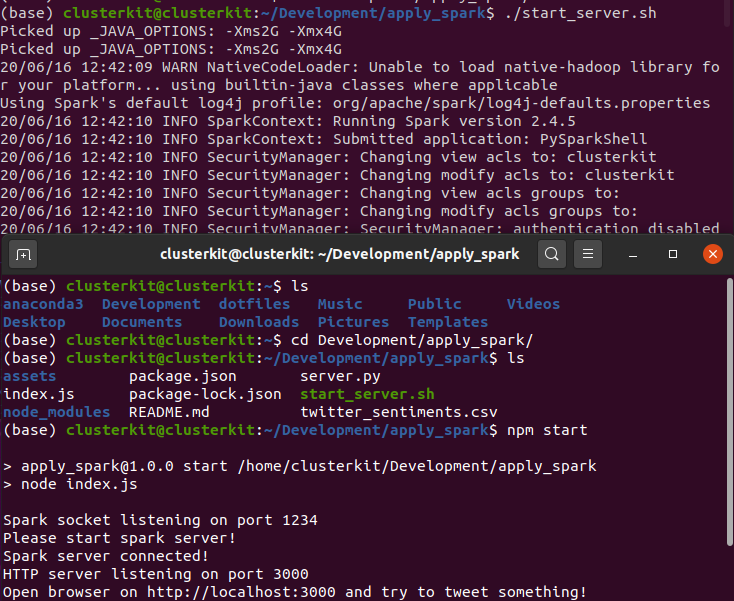 (base) clusterkit@clusterkit:~/Development/apply_spark$ ./start_server.sh
Picked up _JAVA_OPTIONS: -Xms2G -Xmx4G
Picked up _JAVA_OPTIONS: -Xms2G -Xmx4G
20/06/16 12:42:09 WARN NativeCodeLoader: Unable to load native-hadoop library fo
r your platform... using builtin-java classes where applicable
Using Spark's default log4j profile: org/apache/spark/log4j-defaults.properties
20/06/16 12:42:10 INFO SparkContext: Running Spark version 2.4.5
20/06/16 12:42:10 INFO SparkContext: Submitted application: PySparkShell
20/06/16 12:42:10 INFO SecurityManager: Changing view acls to: clusterkit
20/06/16 12:42:10 INFO SecurityManager: Changing modify acls to: clusterkit
20/06/16 12:42:10 INFO SecurityManager: Changing view acls groups to:
20/06/16 12:42:10 INFO SecurityManager: Changing modify acls groups to:
20/06/16 12:42:10 INFO SecurityManager: SecurityManager: authentication disabled
clusterkit@clusterkit: ~/Development/apply_spark
(base) clusterkit@clusterkit:~$ ls
anaconda3 Development dotfiles Music Public Videos
Desktop Documents Downloads Pictures Templates
(base) clusterkit@clusterkit:~$ cd Development/apply_spark/
(base) clusterkit@clusterkit:~/Development/apply_spark$ ls
assets package.json server.py
index.js package-lock.json start_server.sh
node_modules README.md twitter_sentiments.csv
(base) clusterkit@clusterkit:~/Development/apply_spark$ npm start
> apply_spark@1.0.0 start /home/clusterkit/Development/apply_spark
> node index.js
Spark socket listening on port 1234
Please start spark server!
Spark server connected!
HTTP server listening on port 3000
Open browser on http://localhost:3000 and try to tweet something!